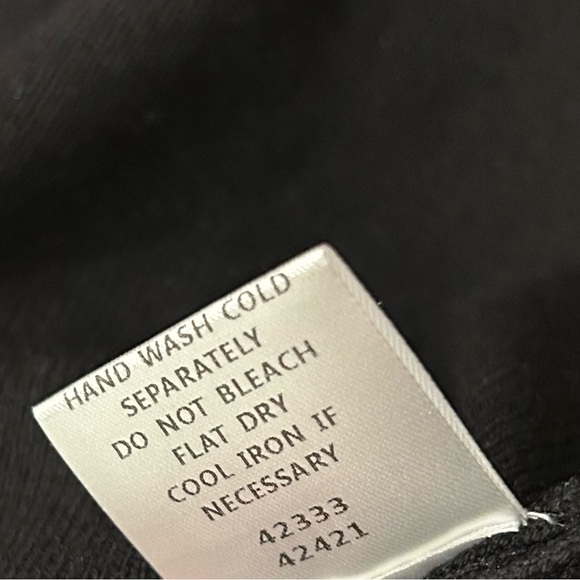 HAND WASH COLD
SEPARATELY
DO NOT BLEACH
FLAT DRY
COOL IRON IF
NECESSARY
42333
42421